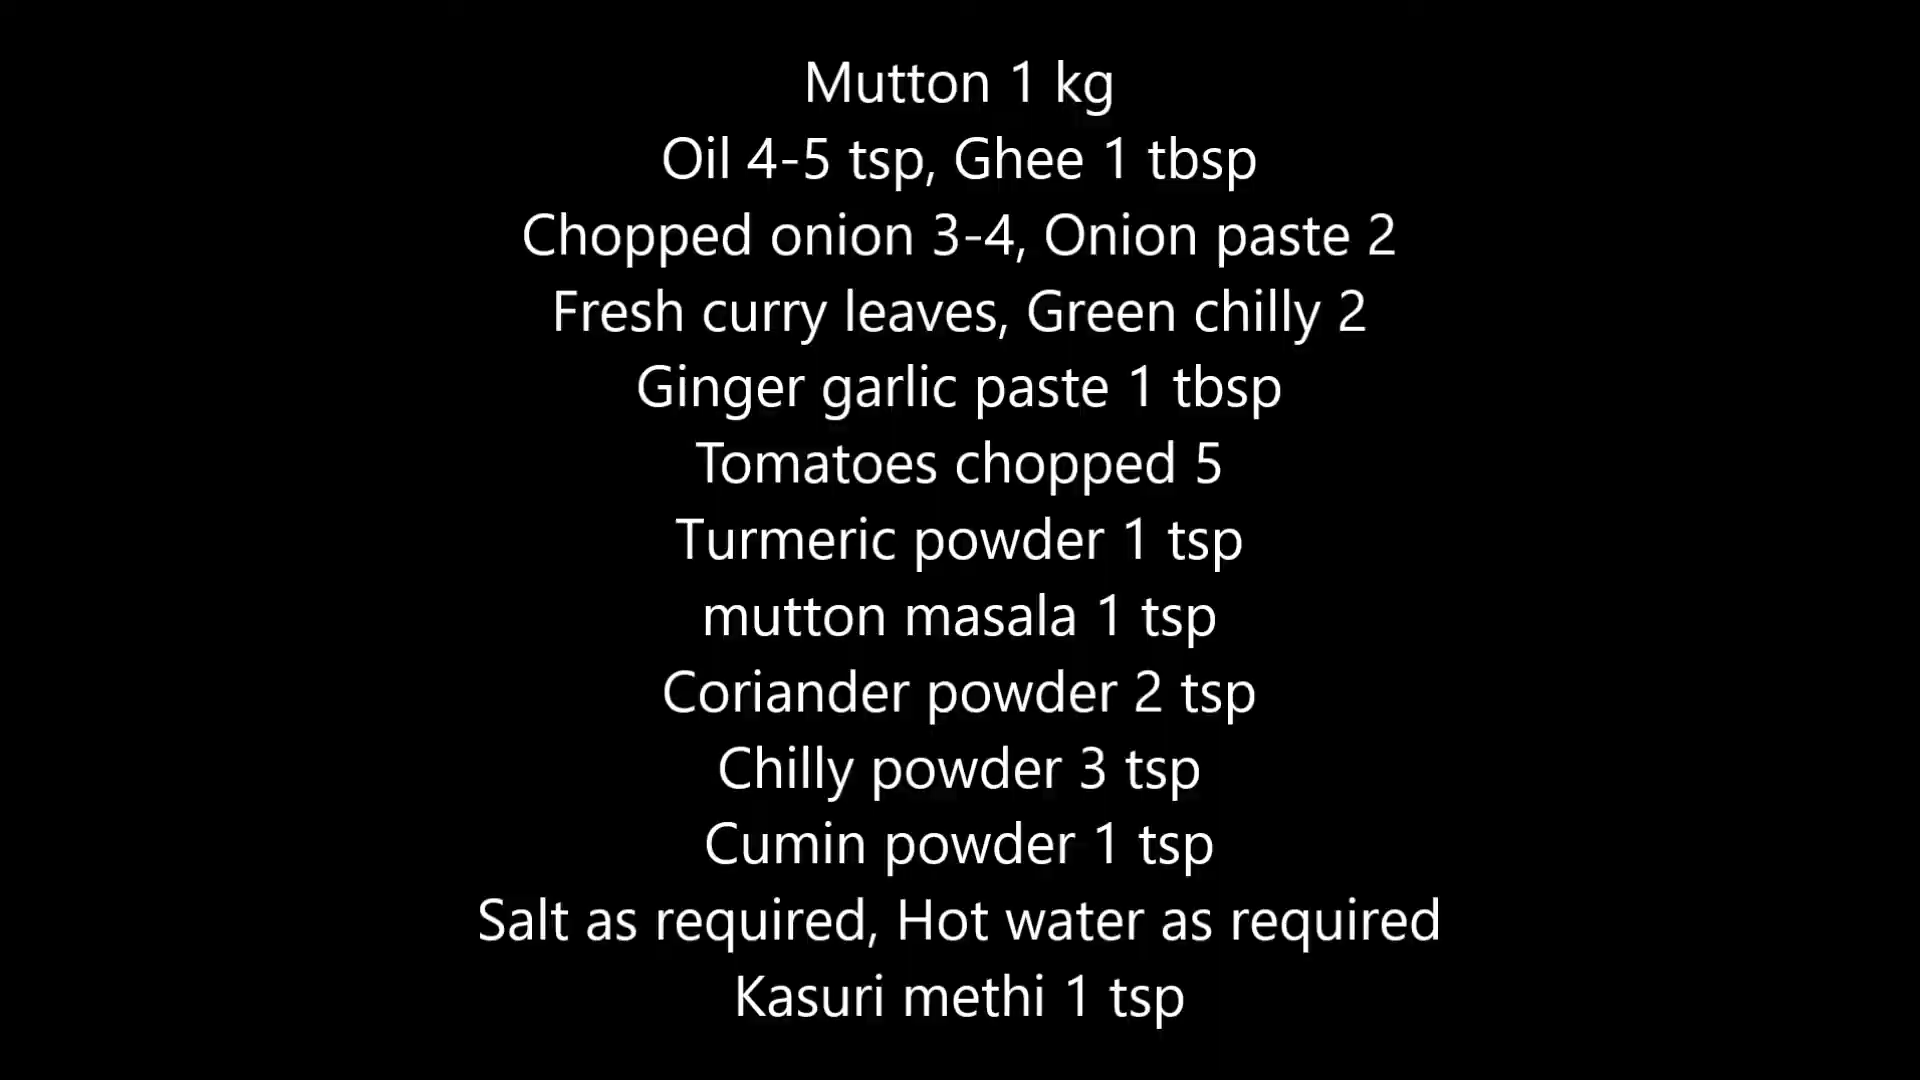 Mutton 1 kg
Oil 4-5 tsp, Ghee 1 tbsp
Chopped onion 3-4, Onion paste 2
Fresh curry leaves, Green chilly 2
Ginger garlic paste 1 tbsp
Tomatoes chopped 5
Turmeric powder 1 tsp
mutton masala 1 tsp
Coriander powder 2 tsp
Chilly powder 3 tsp
Cumin powder 1 tsp
Salt as required, Hot water as required
Kasuri methi 1 tsp